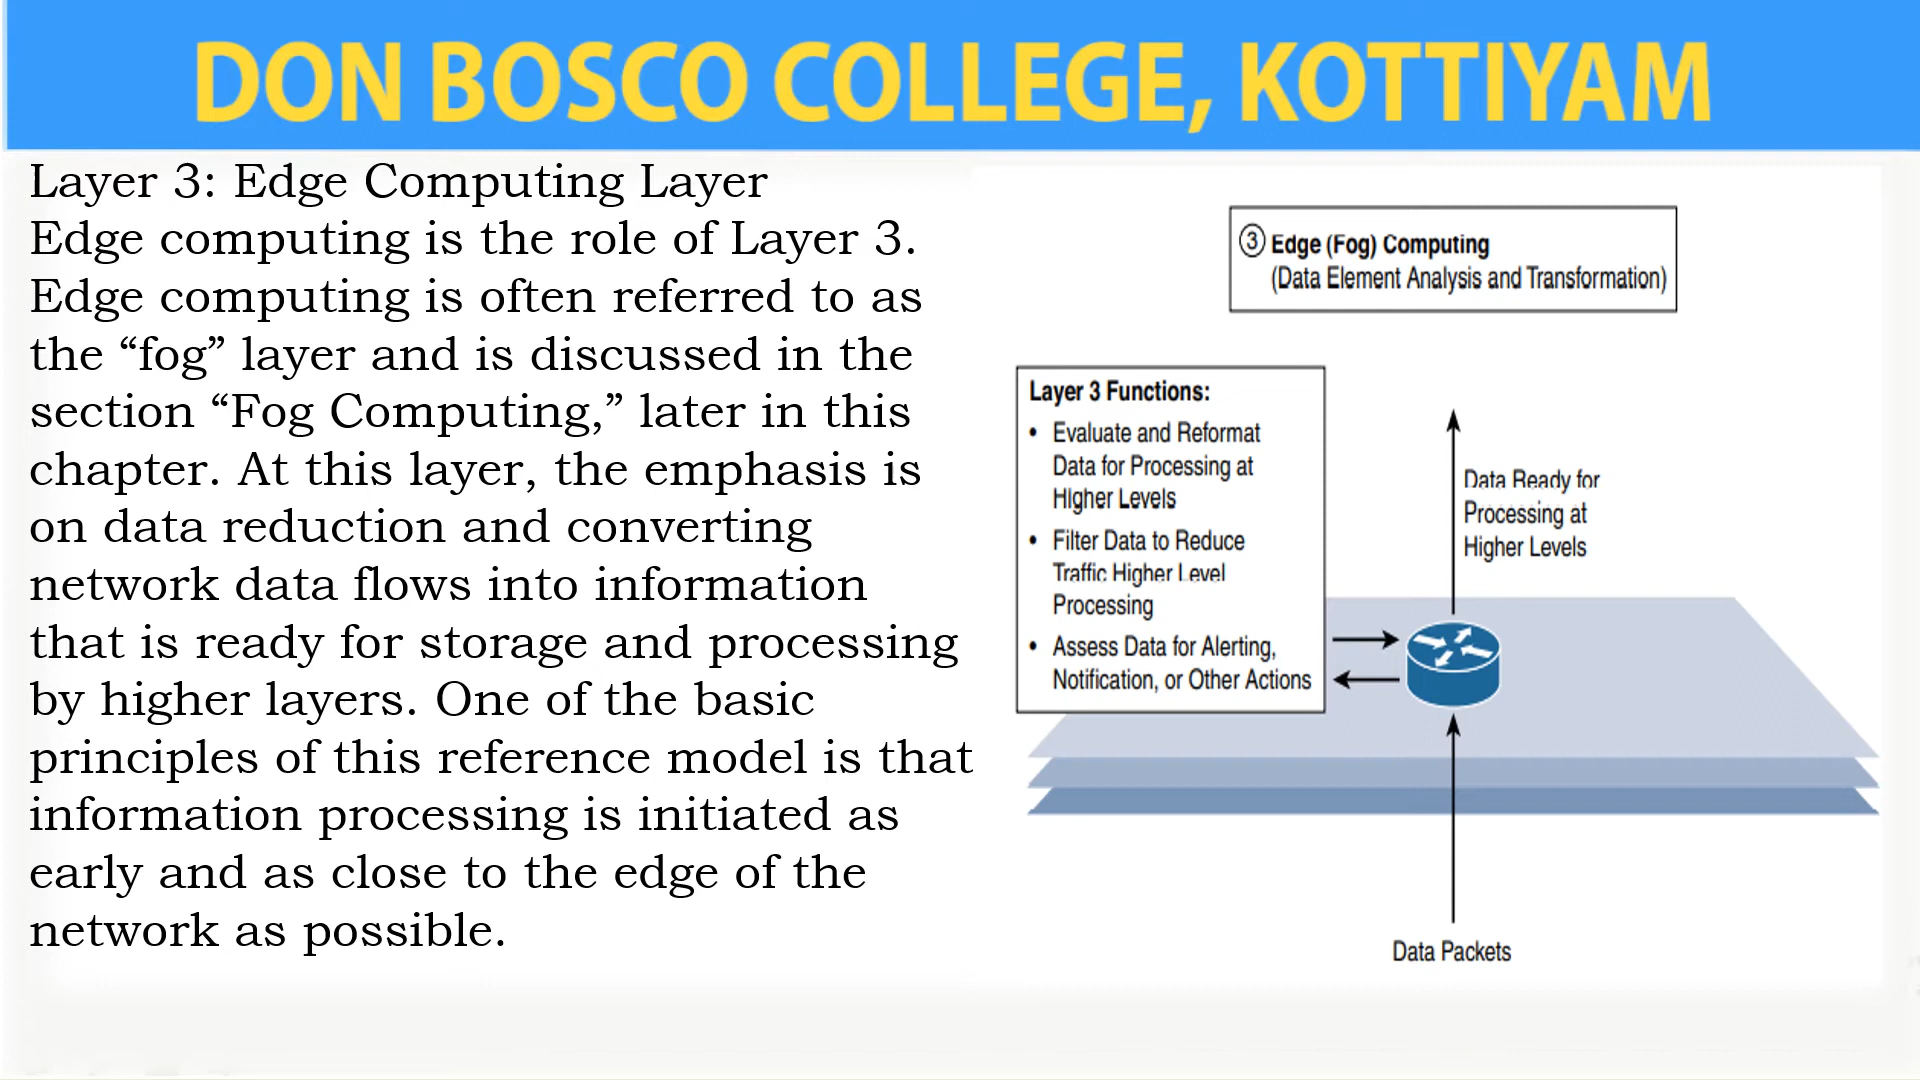 DON BOSCO COLLEGE, KOTTIYAM
Layer 3: Edge Computing Layer
Edge computing is the role of Layer 3.
Edge computing is often referred to as
the “fog” layer and is discussed in the
section “Fog Computing,” later in this
chapter. At this layer, the emphasis is
on data reduction and converting
network data flows into information
that is ready for storage and processing
by higher layers. One of the basic
principles of this reference model is that
information processing is initiated as
early and as close to the edge of the
network as possible.
③ Edge (Fog) Computing
(Data Element Analysis and Transformation)
Layer 3 Functions:
• Evaluate and Reformat
Data for Processing at
Higher Levels
• Filter Data to Reduce
Traffic Higher Level
Processing
• Assess Data for Alerting,
Notification, or Other Actions
Data Ready for
Processing at
Higher Levels
Data Packets